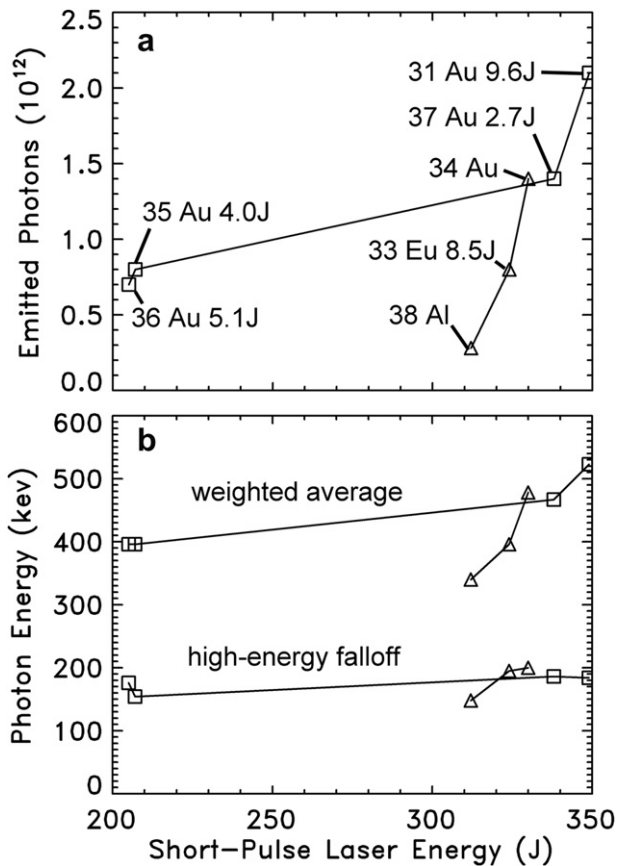 2.5
a
31 Au 9.6J
2.0
37 Au 2.7J
1.5
34 Au
35 Au 4.0J
1.0
33 Eu 8.5J
0.5
36 Au 5.1J
38 Al
0.0
Emitted Photons (10¹²)
600
b
500
weighted average
400
300
200
high-energy falloff
100
0
Photon Energy (kev)
200 250 300 350
Short-Pulse Laser Energy (J)